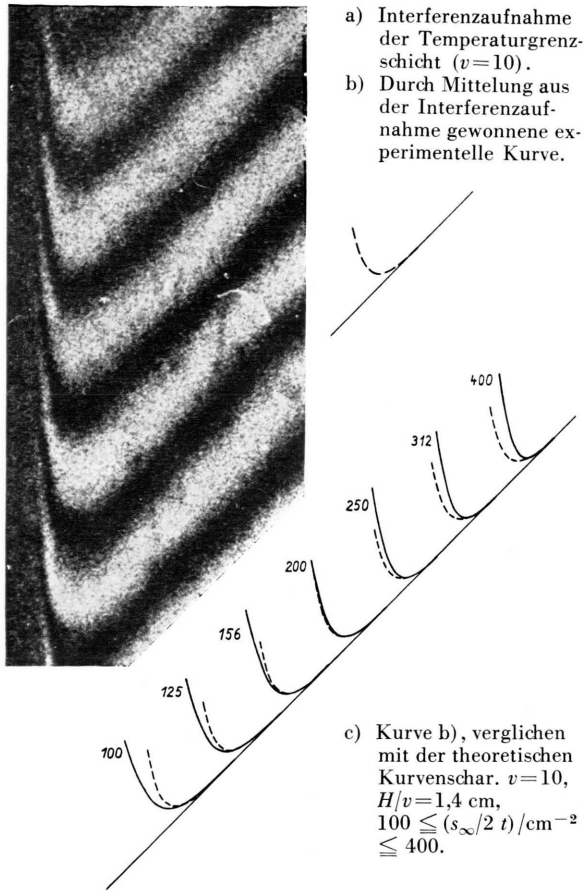 a) Interferenzaufnahme
der Temperaturgrenz-
schicht (v=10).
b) Durch Mittelung aus
der Interferenzauf-
nahme gewonnene ex-
perimentelle Kurve.
400
312
250
200
156
125
100
c) Kurve b), verglichen
mit der theoretischen
Kurvenschar. v=10,
H/v=1,4 cm,
100 ≦ (s∞/2 t)/cm⁻²
≦ 400.